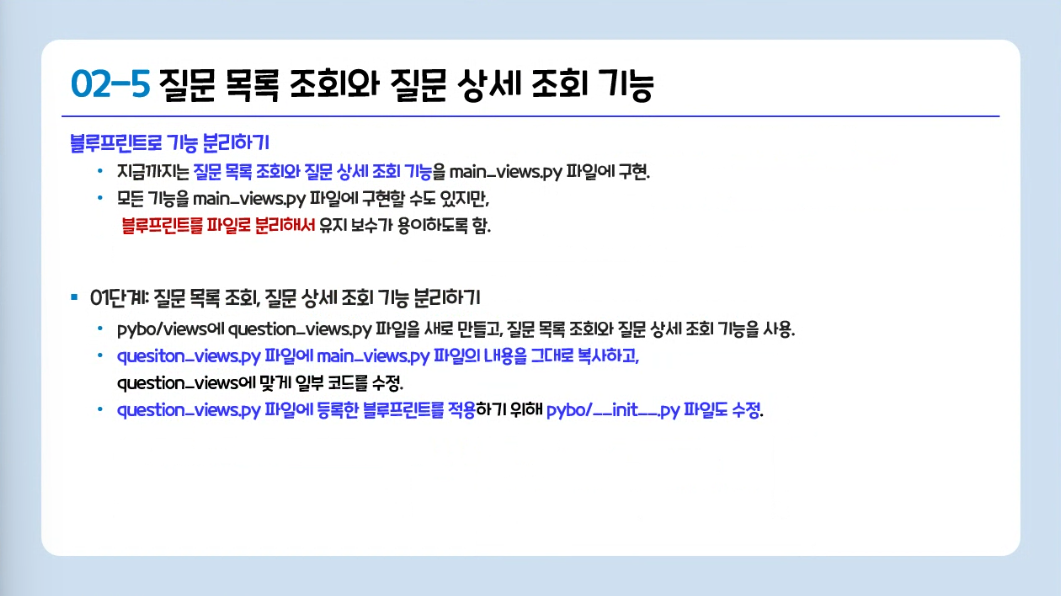 02-5 질문 목록 조회와 질문 상세 조회 기능
블루프린트로 기능 분리하기
• 지금까지는 질문 목록 조회와 질문 상세 조회 기능을 main_views.py 파일에 구현.
• 모든 기능을 main_views.py 파일에 구현할 수도 있지만,
블루프린트를 파일로 분리해서 유지 보수가 용이하도록 함.
▪ 01단계: 질문 목록 조회, 질문 상세 조회 기능 분리하기
• pybo/views에 question_views.py 파일을 새로 만들고, 질문 목록 조회와 질문 상세 조회 기능을 사용.
• quesiton_views.py 파일에 main_views.py 파일의 내용을 그대로 복사하고,
question_views에 맞게 일부 코드를 수정.
• question_views.py 파일에 등록한 블루프린트를 적용하기 위해 pybo/__init__.py 파일도 수정.